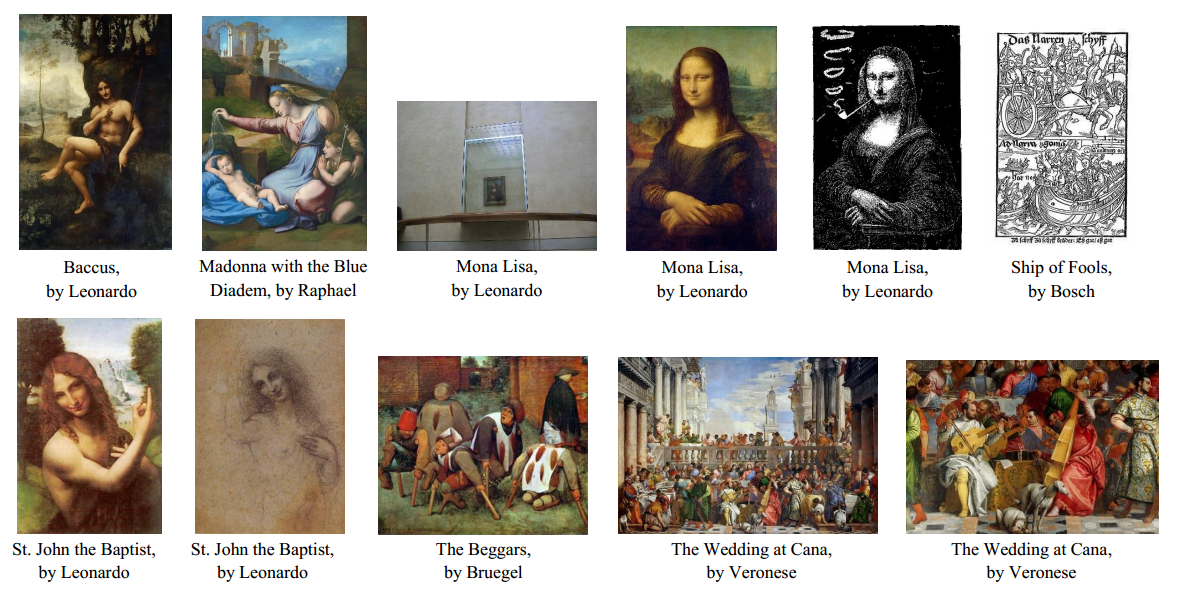 Das Narren schyff
Ad Narragoniā
Baccus,
by Leonardo
Madonna with the Blue
Diadem, by Raphael
Mona Lisa,
by Leonardo
Mona Lisa,
by Leonardo
Mona Lisa,
by Leonardo
Ship of Fools,
by Bosch
St. John the Baptist,
by Leonardo
St. John the Baptist,
by Leonardo
The Beggars,
by Bruegel
The Wedding at Cana,
by Veronese
The Wedding at Cana,
by Veronese